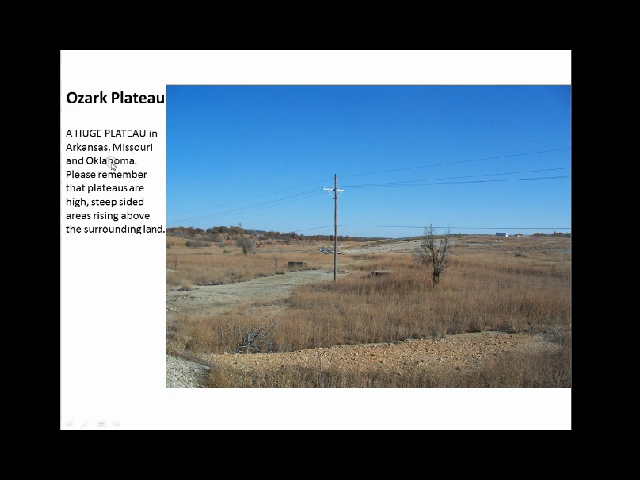 Ozark Plateau
A HUGE PLATEAU in
Arkansas, Missouri
and Oklahoma.
Please remember
that plateaus are
high, steep sided
areas rising above
the surrounding land.